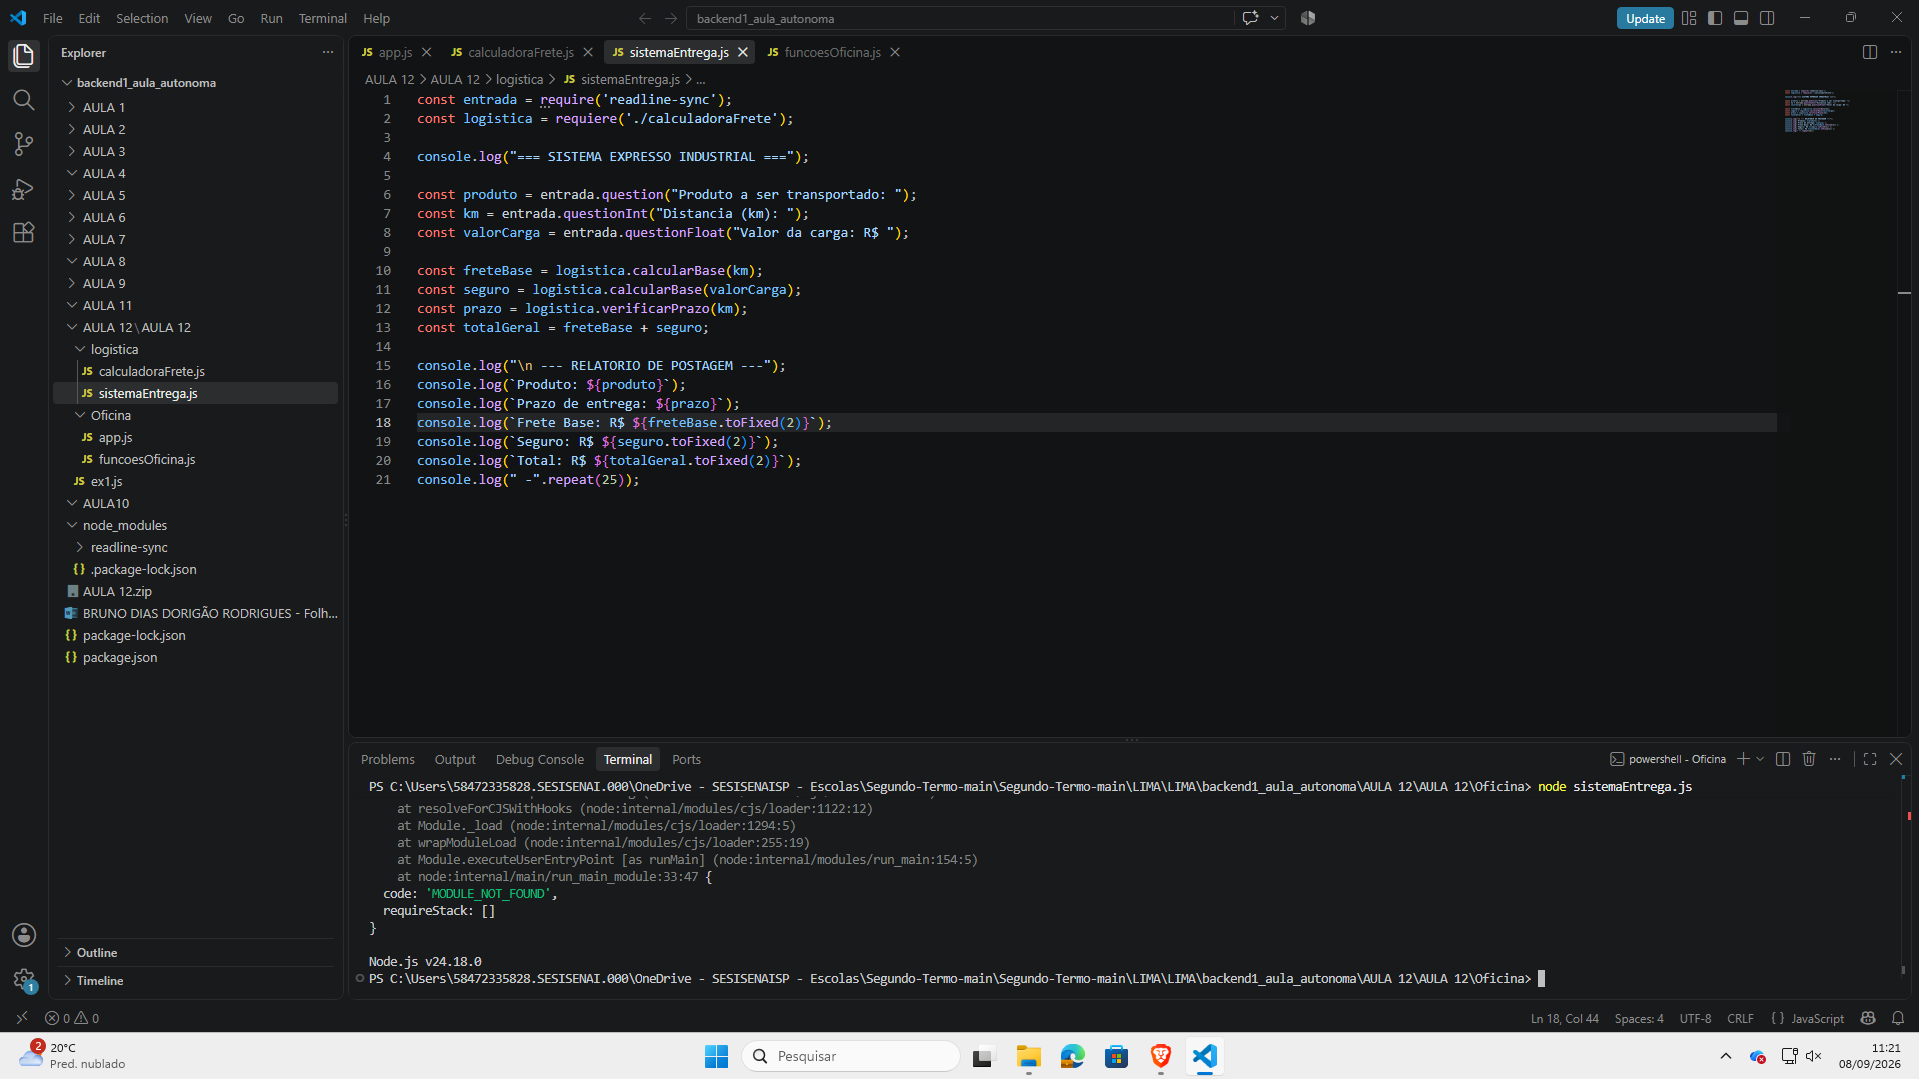 File Edit Selection View Go Run Terminal Help
backend1_aula_autonoma
Update
Explorer
backend1_aula_autonoma
AULA 1
AULA 2
AULA 3
AULA 4
AULA 5
AULA 6
AULA 7
AULA 8
AULA 9
AULA 11
AULA 12\AULA 12
logistica
JS calculadoraFrete.js
JS sistemaEntrega.js
Oficina
JS app.js
JS funcoesOficina.js
JS ex1.js
AULA10
node_modules
readline-sync
{} .package-lock.json
AULA 12.zip
BRUNO DIAS DORIGÃO RODRIGUES - Folh...
{} package-lock.json
{} package.json
Outline
Timeline
JS app.js JS calculadoraFrete.js JS sistemaEntrega.js JS funcoesOficina.js
AULA 12 > AULA 12 > logistica > JS sistemaEntrega.js > ...
1 const entrada = require('readline-sync');
2 const logistica = requiere('./calculadoraFrete');
3
4 console.log("=== SISTEMA EXPRESSO INDUSTRIAL ===");
5
6 const produto = entrada.question("Produto a ser transportado: ");
7 const km = entrada.questionInt("Distancia (km): ");
8 const valorCarga = entrada.questionFloat("Valor da carga: R$ ");
9
10 const freteBase = logistica.calcularBase(km);
11 const seguro = logistica.calcularBase(valorCarga);
12 const prazo = logistica.verificarPrazo(km);
13 const totalGeral = freteBase + seguro;
14
15 console.log("\n --- RELATORIO DE POSTAGEM ---");
16 console.log(`Produto: ${produto}`);
17 console.log(`Prazo de entrega: ${prazo}`);
18 console.log(`Frete Base: R$ ${freteBase.toFixed(2)}`);
19 console.log(`Seguro: R$ ${seguro.toFixed(2)}`);
20 console.log(`Total: R$ ${totalGeral.toFixed(2)}`);
21 console.log(" -".repeat(25));
Problems Output Debug Console Terminal Ports
powershell - Oficina
PS C:\Users\58472335828.SESISENAI.000\OneDrive - SESISENAISP - Escolas\Segundo-Termo-main\Segundo-Termo-main\LIMA\LIMA\backend1_aula_autonoma\AULA 12\AULA 12\Oficina> node sistemaEntrega.js
at resolveForCJSWithHooks (node:internal/modules/cjs/loader:1122:12)
at Module._load (node:internal/modules/cjs/loader:1294:5)
at wrapModuleLoad (node:internal/modules/cjs/loader:255:19)
at Module.executeUserEntryPoint [as runMain] (node:internal/modules/run_main:154:5)
at node:internal/main/run_main_module:33:47 {
code: 'MODULE_NOT_FOUND',
requireStack: []
}
Node.js v24.18.0
PS C:\Users\58472335828.SESISENAI.000\OneDrive - SESISENAISP - Escolas\Segundo-Termo-main\Segundo-Termo-main\LIMA\LIMA\backend1_aula_autonoma\AULA 12\AULA 12\Oficina>
1
0 0
Ln 18, Col 44 Spaces: 4 UTF-8 CRLF {} JavaScript
2
20°C
Pred. nublado
Pesquisar
11:21
08/09/2026